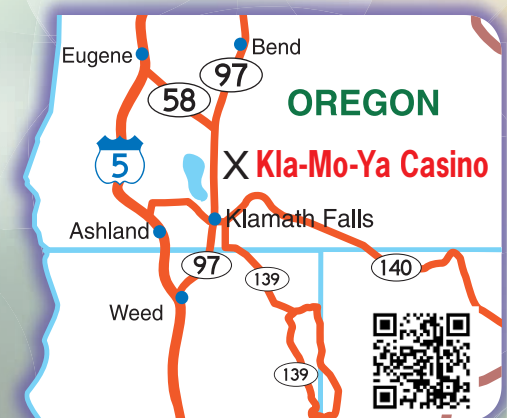 Bend
Eugene
97
58
OREGON
5
X Kla-Mo-Ya Casino
Klamath Falls
Ashland
97
139
140
Weed
139